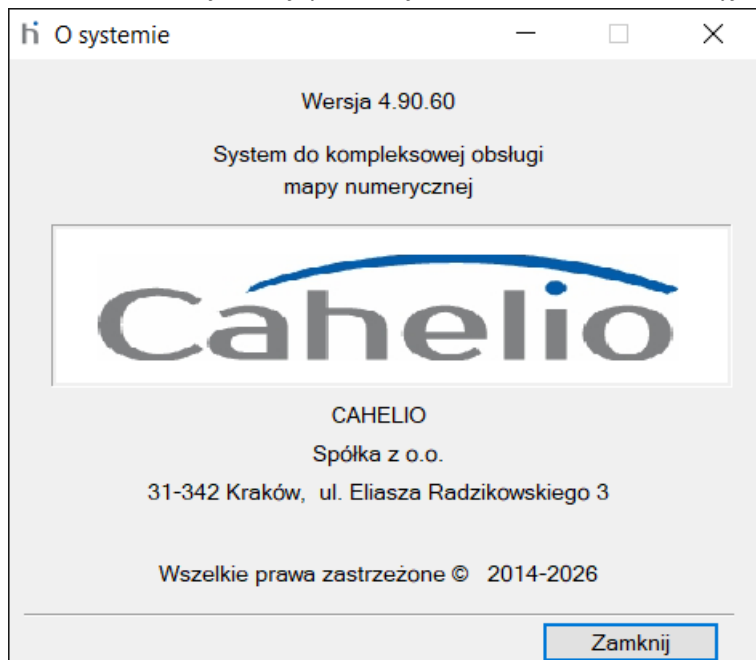 O systemie
Wersja 4.90.60
System do kompleksowej obsługi
mapy numerycznej
Cahelio
CAHELIO
Spółka z o.o.
31-342 Kraków, ul. Eliasza Radzikowskiego 3
Wszelkie prawa zastrzeżone © 2014-2026
Zamknij